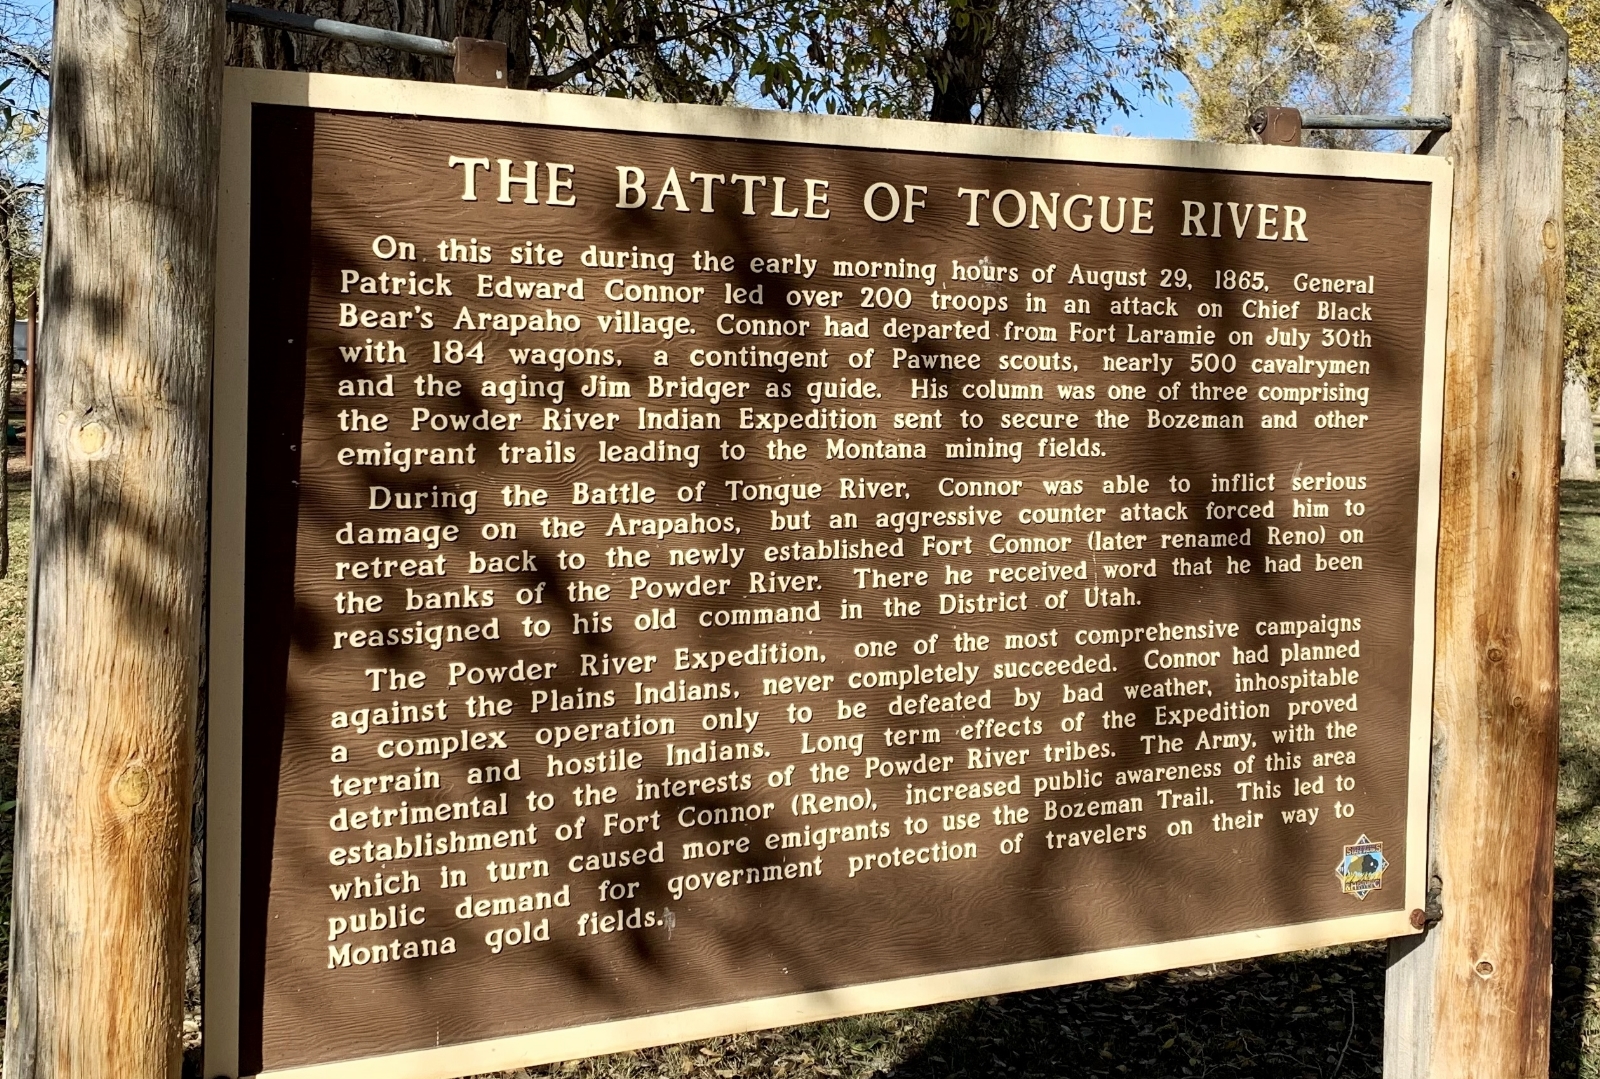 THE BATTLE OF TONGUE RIVER
On this site during the early morning hours of August 29, 1865, General
Patrick Edward Connor led over 200 troops in an attack on Chief Black
Bear's Arapaho village. Connor had departed from Fort Laramie on July 30th
with 184 wagons, a contingent of Pawnee scouts, nearly 500 cavalrymen
and the aging Jim Bridger as guide. His column was one of three comprising
the Powder River Indian Expedition sent to secure the Bozeman and other
emigrant trails leading to the Montana mining fields.
During the Battle of Tongue River, Connor was able to inflict serious
damage on the Arapahos, but an aggressive counter attack forced him to
retreat back to the newly established Fort Connor (later renamed Reno) on
the banks of the Powder River. There he received word that he had been
reassigned to his old command in the District of Utah.
The Powder River Expedition, one of the most comprehensive campaigns
against the Plains Indians, never completely succeeded. Connor had planned
a complex operation only to be defeated by bad weather, inhospitable
terrain and hostile Indians. Long term effects of the Expedition proved
detrimental to the interests of the Powder River tribes. The Army, with the
establishment of Fort Connor (Reno), increased public awareness of this area
which in turn caused more emigrants to use the Bozeman Trail. This led to
public demand for government protection of travelers on their way to
Montana gold fields.